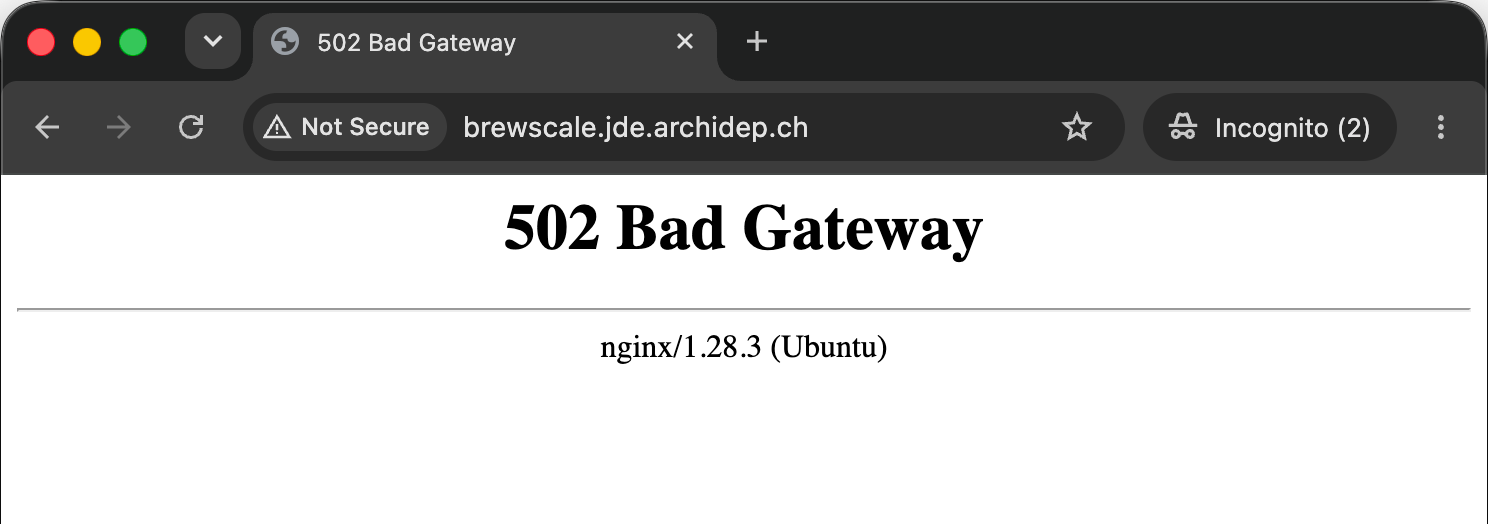 502 Bad Gateway
Not Secure
brewscale.jde.archidep.ch
Incognito (2)
502 Bad Gateway
nginx/1.28.3 (Ubuntu)